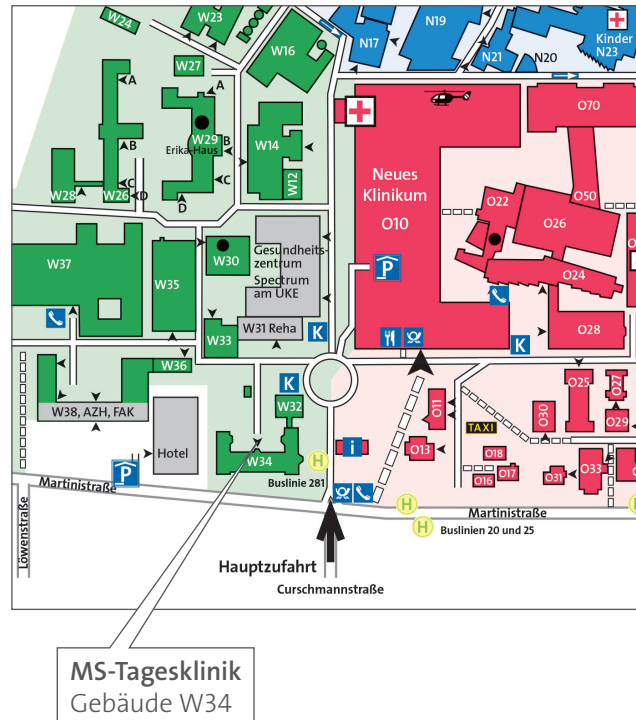 W24
W23
W16
N17
N19
N21
N20
Kinder
N23
W27
A
A
O70
W29
Erika-Haus
B
B
W14
Neues
Klinikum
O10
C
C
W28
W26
D
D
W12
O22
O50
O26
W37
W35
W30
Gesundheits-
zentrum
Spectrum
am UKE
P
O24
W33
W31 Reha
K
K
O28
W36
K
W38, AZH, FAK
W32
O11
O25
O27
O30
O29
TAXI
Hotel
P
W34
H
i
O13
O18
O16
O17
O31
O33
Martinistraße
Buslinie 281
H
H
Martinistraße
Buslinien 20 und 25
Löwenstraße
Hauptzufahrt
Curschmannstraße
MS-Tagesklinik
Gebäude W34